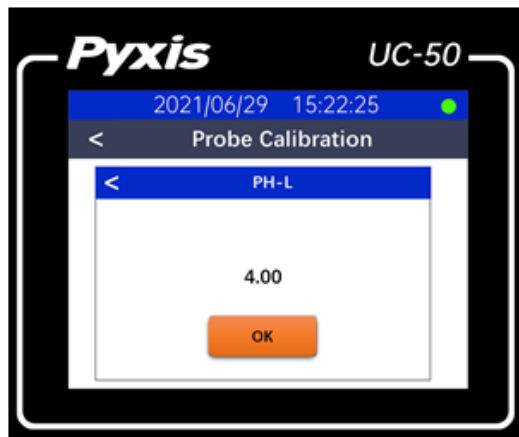 Pyxis UC-50
2021/06/29 15:22:25
< Probe Calibration
< PH-L
4.00
OK